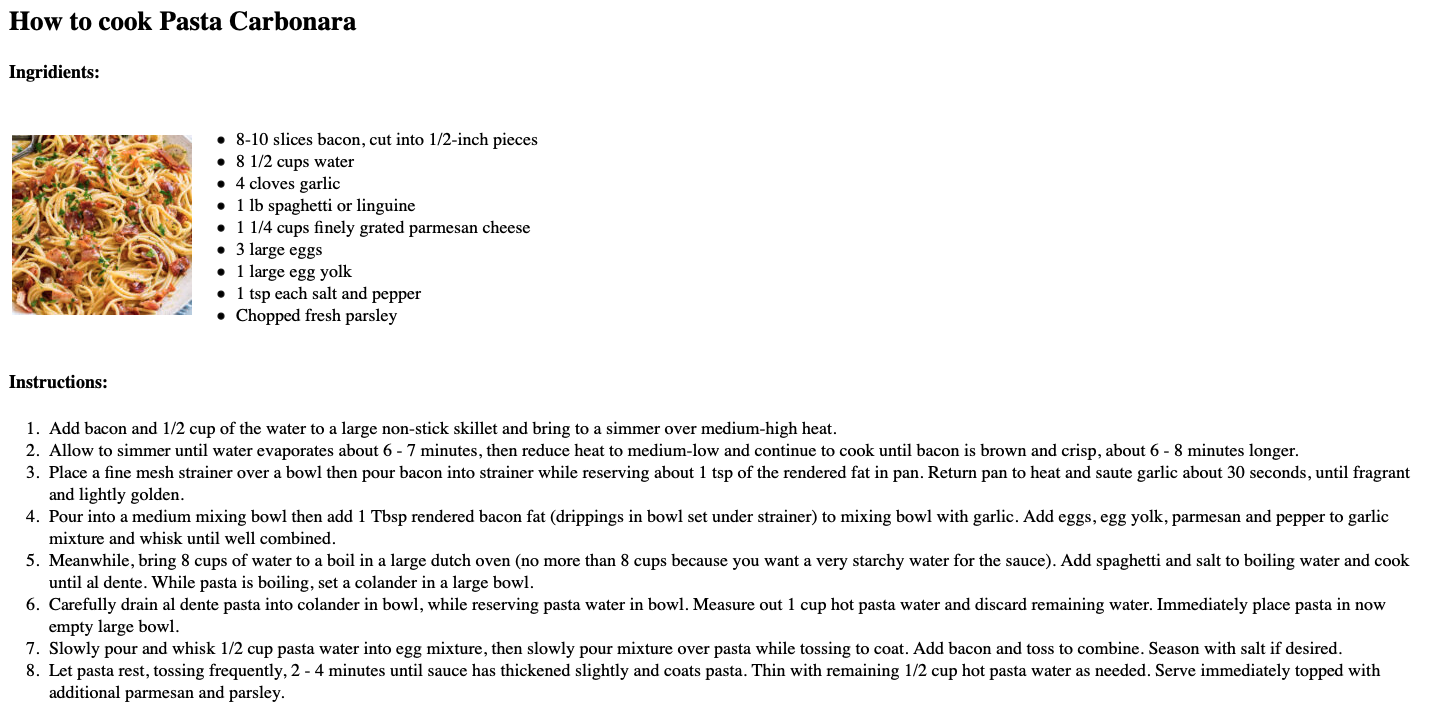 How to cook Pasta Carbonara
Ingridients:
8-10 slices bacon, cut into 1/2-inch pieces
8 1/2 cups water
4 cloves garlic
1 lb spaghetti or linguine
1 1/4 cups finely grated parmesan cheese
3 large eggs
1 large egg yolk
1 tsp each salt and pepper
Chopped fresh parsley
Instructions:
1. Add bacon and 1/2 cup of the water to a large non-stick skillet and bring to a simmer over medium-high heat.
2. Allow to simmer until water evaporates about 6 - 7 minutes, then reduce heat to medium-low and continue to cook until bacon is brown and crisp, about 6 - 8 minutes longer.
3. Place a fine mesh strainer over a bowl then pour bacon into strainer while reserving about 1 tsp of the rendered fat in pan. Return pan to heat and saute garlic about 30 seconds, until fragrant
and lightly golden.
4. Pour into a medium mixing bowl then add 1 Tbsp rendered bacon fat (drippings in bowl set under strainer) to mixing bowl with garlic. Add eggs, egg yolk, parmesan and pepper to garlic
mixture and whisk until well combined.
5. Meanwhile, bring 8 cups of water to a boil in a large dutch oven (no more than 8 cups because you want a very starchy water for the sauce). Add spaghetti and salt to boiling water and cook
until al dente. While pasta is boiling, set a colander in a large bowl.
6. Carefully drain al dente pasta into colander in bowl, while reserving pasta water in bowl. Measure out 1 cup hot pasta water and discard remaining water. Immediately place pasta in now
empty large bowl.
7. Slowly pour and whisk 1/2 cup pasta water into egg mixture, then slowly pour mixture over pasta while tossing to coat. Add bacon and toss to combine. Season with salt if desired.
8. Let pasta rest, tossing frequently, 2 - 4 minutes until sauce has thickened slightly and coats pasta. Thin with remaining 1/2 cup hot pasta water as needed. Serve immediately topped with
additional parmesan and parsley.